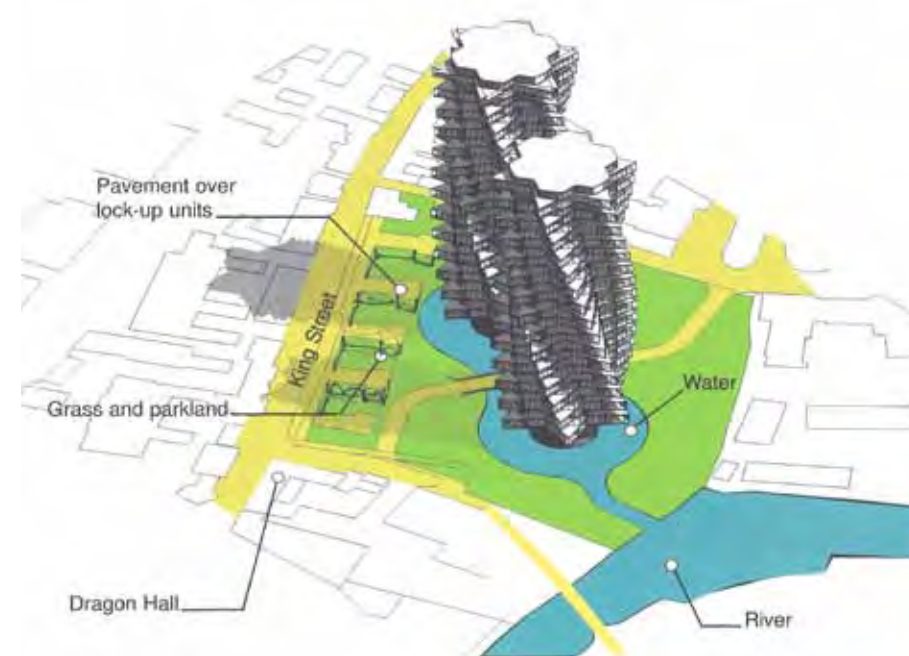 Pavement over
lock-up units
King Street
Grass and parkland
Water
Dragon Hall
River